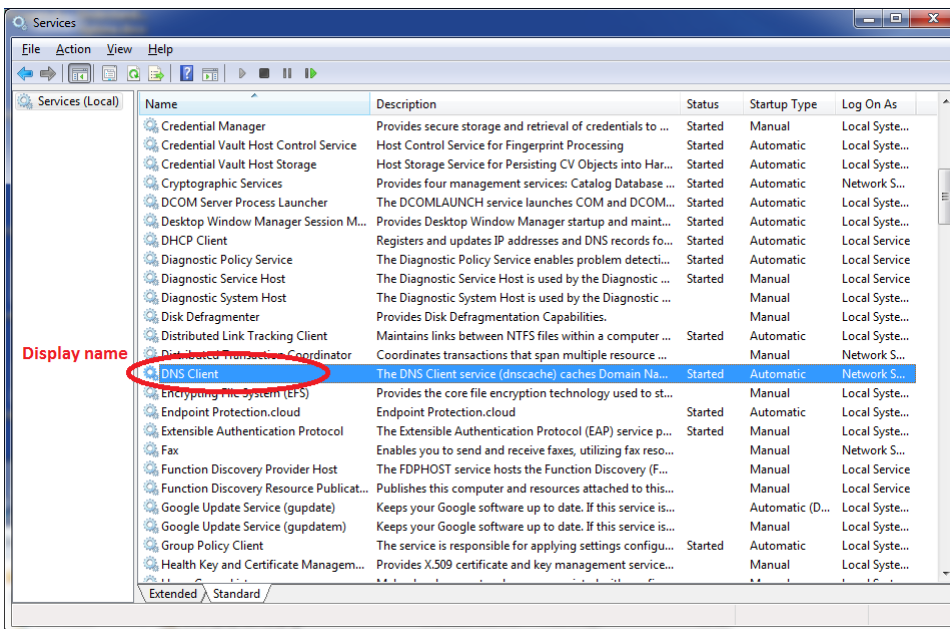 Services
File Action View Help
Services (Local)
Name Description Status Startup Type Log On As
Credential Manager Provides secure storage and retrieval of credentials to ... Started Manual Local Syste...
Credential Vault Host Control Service Host Control Service for Fingerprint Processing Started Automatic Local Syste...
Credential Vault Host Storage Host Storage Service for Persisting CV Objects into Har... Started Automatic Local Syste...
Cryptographic Services Provides four management services: Catalog Database ... Started Automatic Network S...
DCOM Server Process Launcher The DCOMLAUNCH service launches COM and DCOM... Started Automatic Local Syste...
Desktop Window Manager Session M... Provides Desktop Window Manager startup and maint... Started Automatic Local Syste...
DHCP Client Registers and updates IP addresses and DNS records fo... Started Automatic Local Service
Diagnostic Policy Service The Diagnostic Policy Service enables problem detecti... Started Automatic Local Service
Diagnostic Service Host The Diagnostic Service Host is used by the Diagnostic ... Started Manual Local Service
Diagnostic System Host The Diagnostic System Host is used by the Diagnostic ... Manual Local Syste...
Disk Defragmenter Provides Disk Defragmentation Capabilities. Manual Local Syste...
Distributed Link Tracking Client Maintains links between NTFS files within a computer ... Started Automatic Local Syste...
Display name
Distributed Transaction Coordinator Coordinates transactions that span multiple resource ... Manual Network S...
DNS Client The DNS Client service (dnscache) caches Domain Na... Started Automatic Network S...
Encrypting File System (EFS) Provides the core file encryption technology used to st... Manual Local Syste...
Endpoint Protection.cloud Endpoint Protection.cloud Started Automatic Local Syste...
Extensible Authentication Protocol The Extensible Authentication Protocol (EAP) service p... Started Manual Local Syste...
Fax Enables you to send and receive faxes, utilizing fax reso... Manual Network S...
Function Discovery Provider Host The FDPHOST service hosts the Function Discovery (F... Manual Local Service
Function Discovery Resource Publicat... Publishes this computer and resources attached to this... Manual Local Service
Google Update Service (gupdate) Keeps your Google software up to date. If this service is... Automatic (D... Local Syste...
Google Update Service (gupdatem) Keeps your Google software up to date. If this service is... Manual Local Syste...
Group Policy Client The service is responsible for applying settings configu... Started Automatic Local Syste...
Health Key and Certificate Managem... Provides X.509 certificate and key management service... Manual Local Syste...
Extended Standard